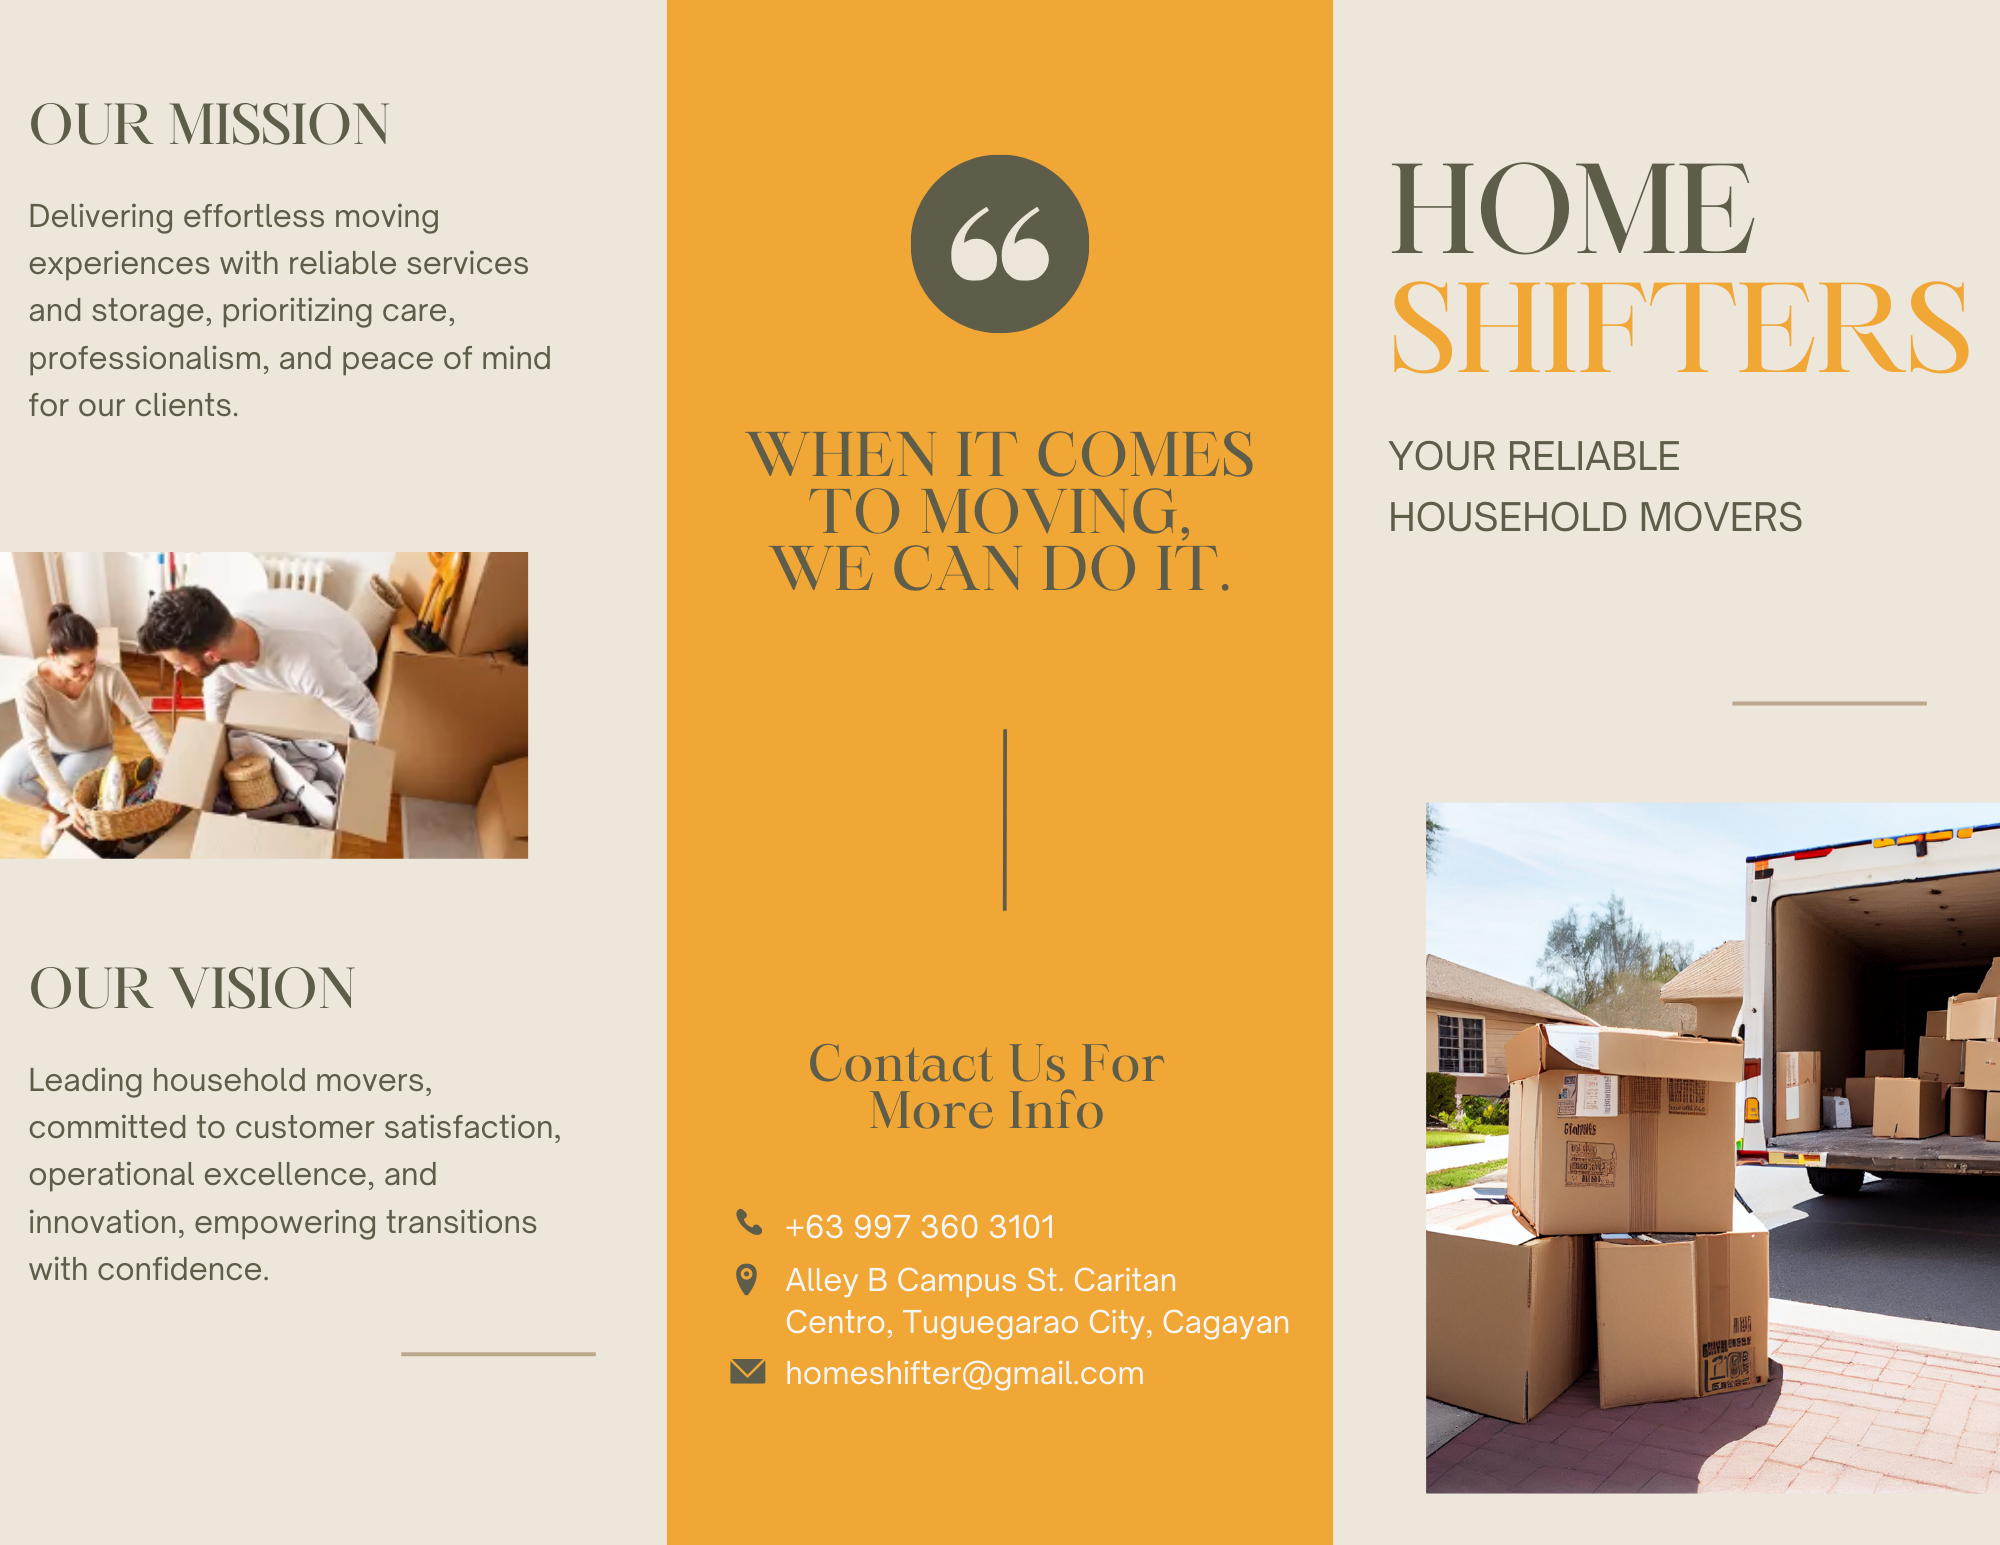 OUR MISSION
Delivering effortless moving
experiences with reliable services
and storage, prioritizing care,
professionalism, and peace of mind
for our clients.
OUR VISION
Leading household movers,
committed to customer satisfaction,
operational excellence, and
innovation, empowering transitions
with confidence.
“
WHEN IT COMES
TO MOVING,
WE CAN DO IT.
Contact Us For
More Info
+63 997 360 3101
Alley B Campus St. Caritan
Centro, Tuguegarao City, Cagayan
homeshifter@gmail.com
HOME
SHIFTERS
YOUR RELIABLE
HOUSEHOLD MOVERS